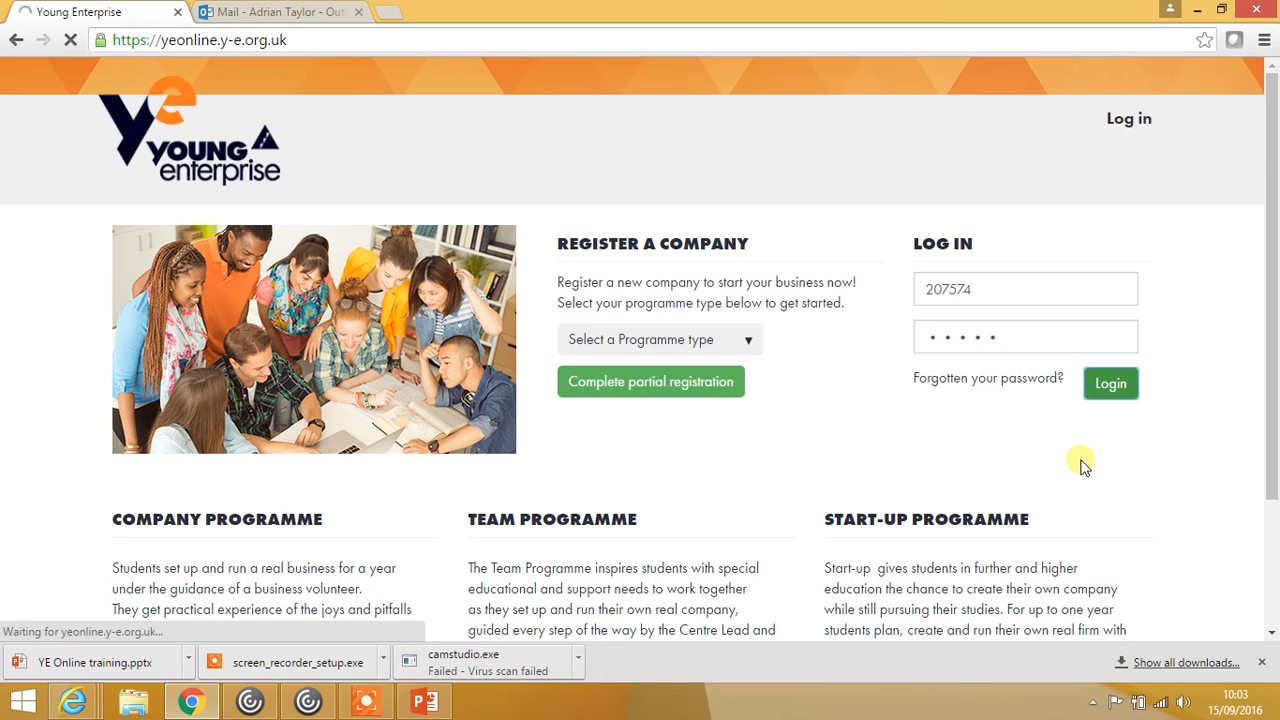 Young Enterprise
Mail - Adrian Taylor - Out
https://yeonline.y-e.org.uk
ye YOUNG enterprise
Log in
REGISTER A COMPANY
Register a new company to start your business now!
Select your programme type below to get started.
Select a Programme type
Complete partial registration
LOG IN
207574
Forgotten your password?
Login
COMPANY PROGRAMME
Students set up and run a real business for a year
under the guidance of a business volunteer.
They get practical experience of the joys and pitfalls
TEAM PROGRAMME
The Team Programme inspires students with special
educational and support needs to work together
as they set up and run their own real company,
guided every step of the way by the Centre Lead and
START-UP PROGRAMME
Start-up gives students in further and higher
education the chance to create their own company
while still pursuing their studies. For up to one year
students plan, create and run their own real firm with
Waiting for yeonline.y-e.org.uk...
YE Online training.pptx
screen_recorder_setup.exe
camstudio.exe
Failed - Virus scan failed
Show all downloads...
10:03
15/09/2016